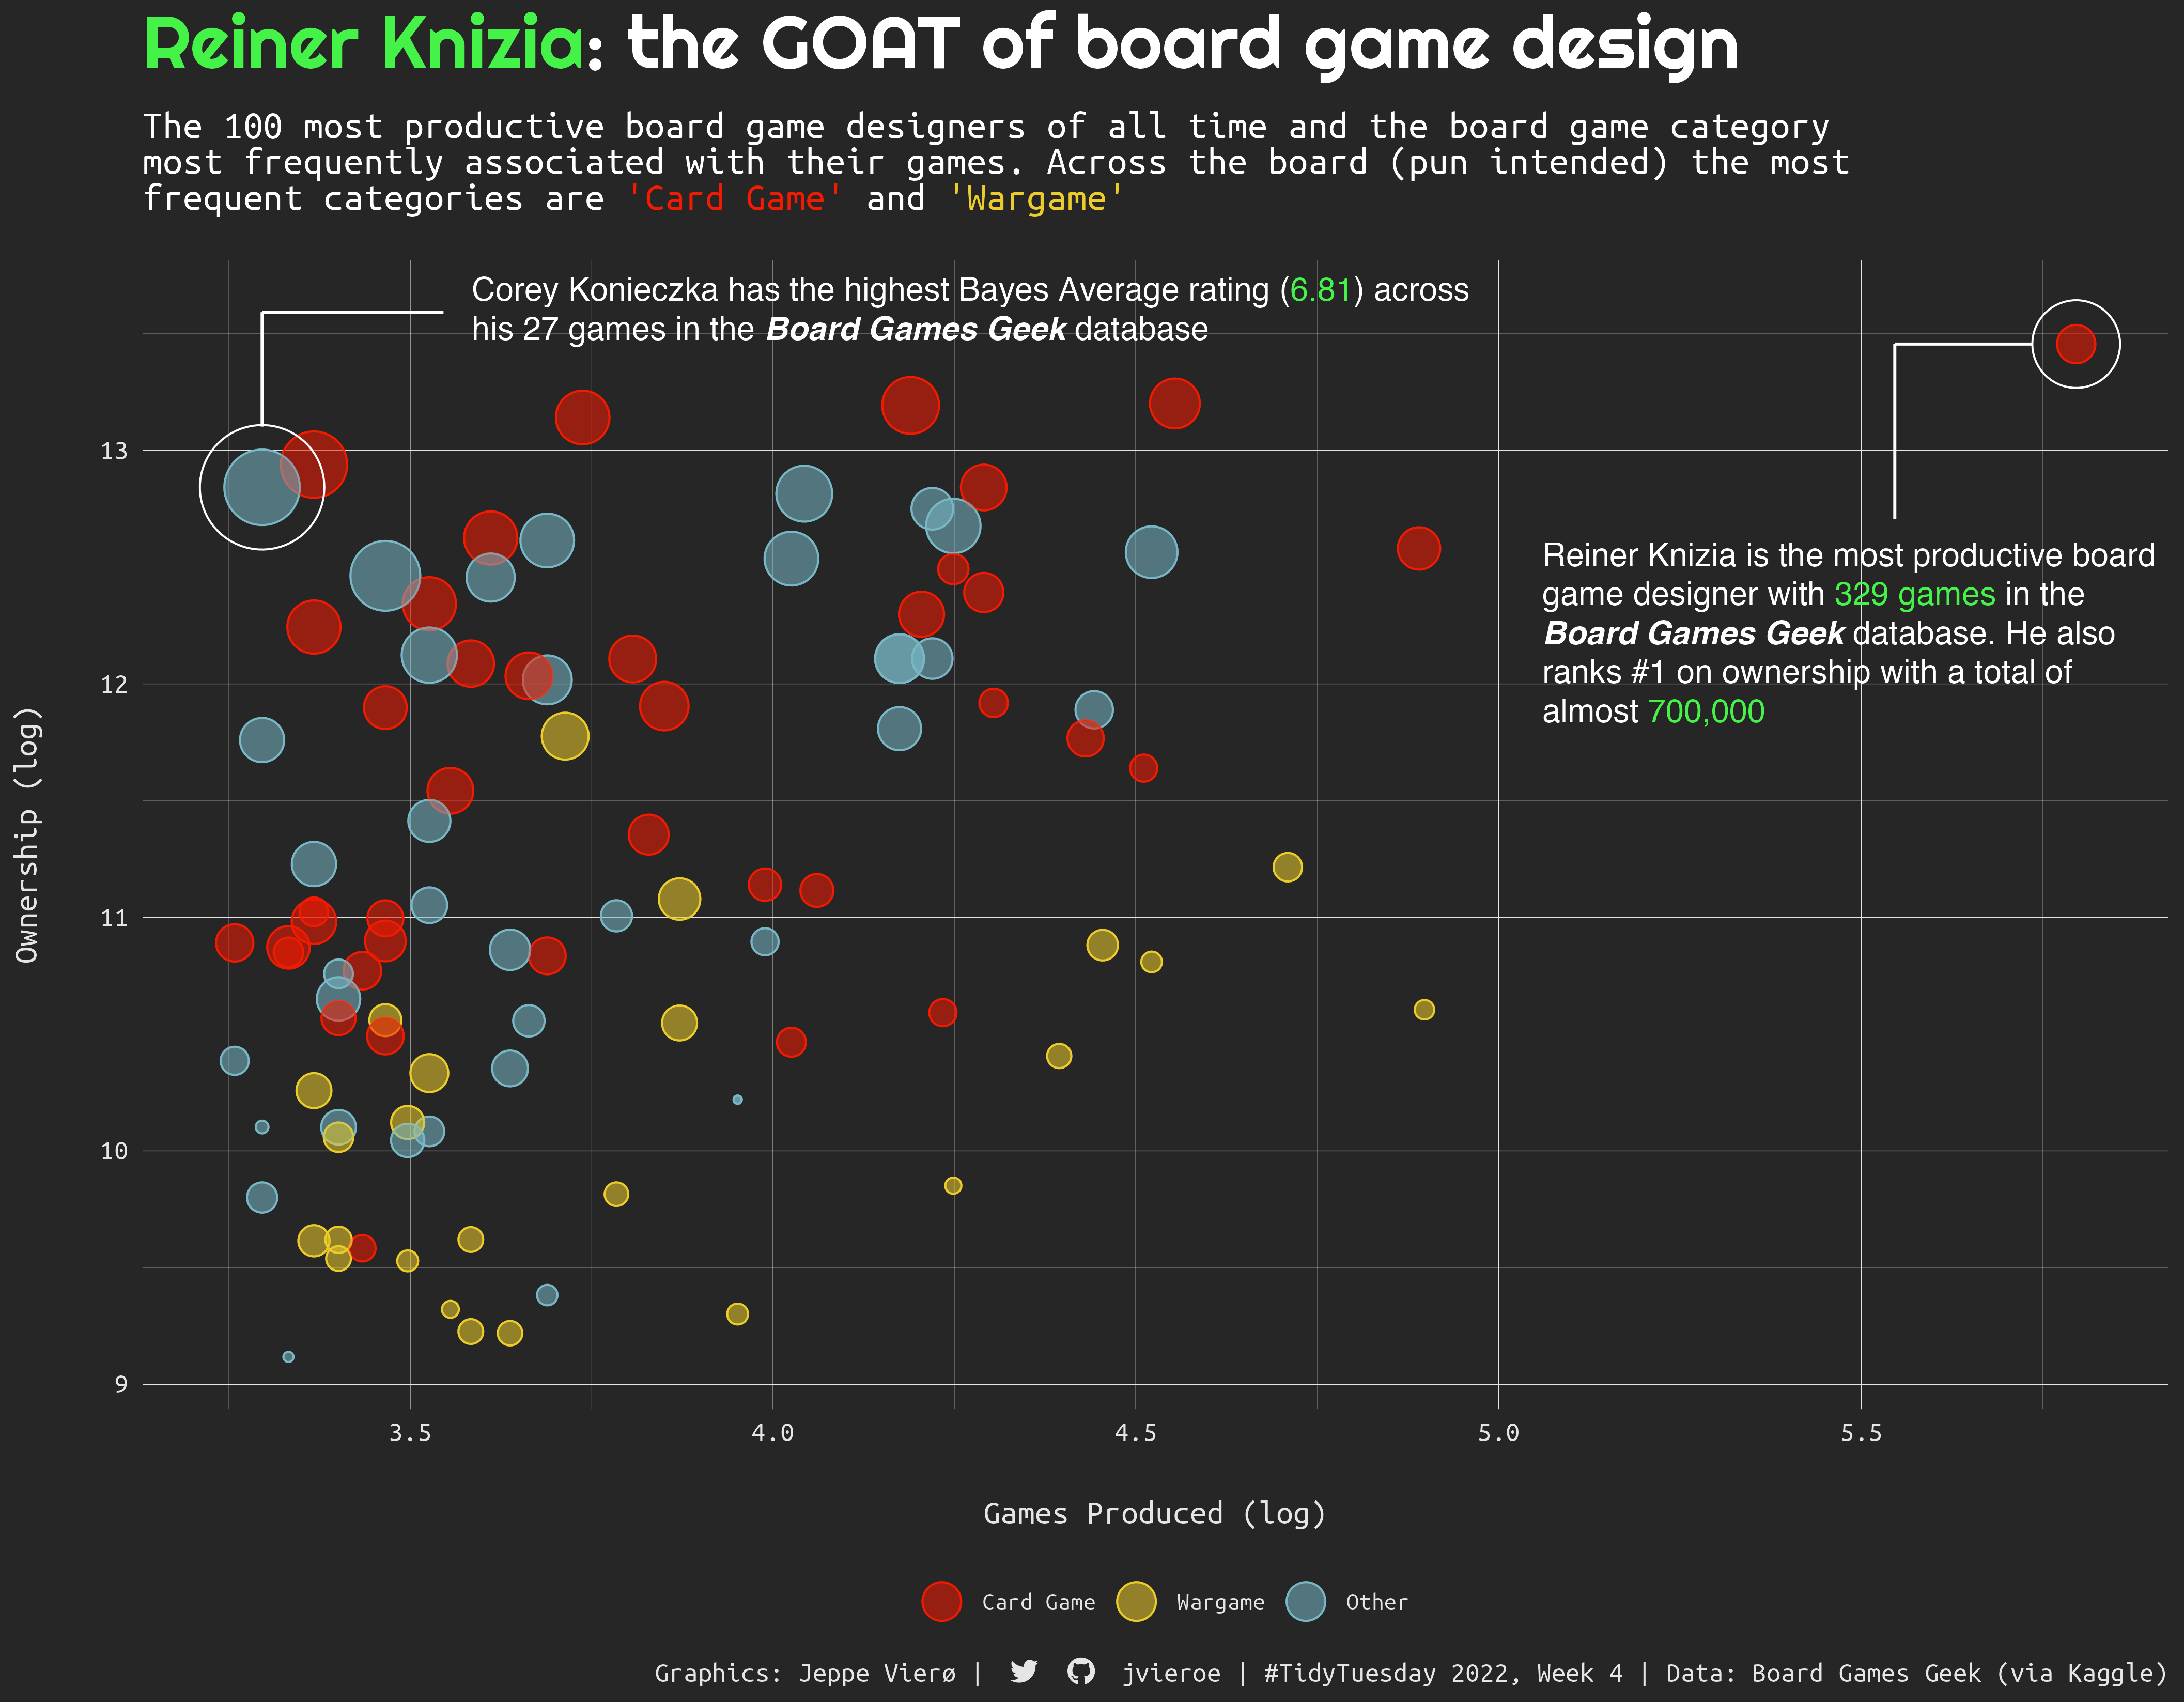 Reiner Knizia: the GOAT of board game design
The 100 most productive board game designers of all time and the board game category
most frequently associated with their games. Across the board (pun intended) the most
frequent categories are 'Card Game' and 'Wargame'
Corey Konieczka has the highest Bayes Average rating (6.81) across
his 27 games in the Board Games Geek database
Reiner Knizia is the most productive board
game designer with 329 games in the
Board Games Geek database. He also
ranks #1 on ownership with a total of
almost 700,000
Ownership (log)
13
12
11
10
9
3.5 4.0 4.5 5.0 5.5
Games Produced (log)
Card Game Wargame Other
Graphics: Jeppe Vierø | jvieroe | #TidyTuesday 2022, Week 4 | Data: Board Games Geek (via Kaggle)